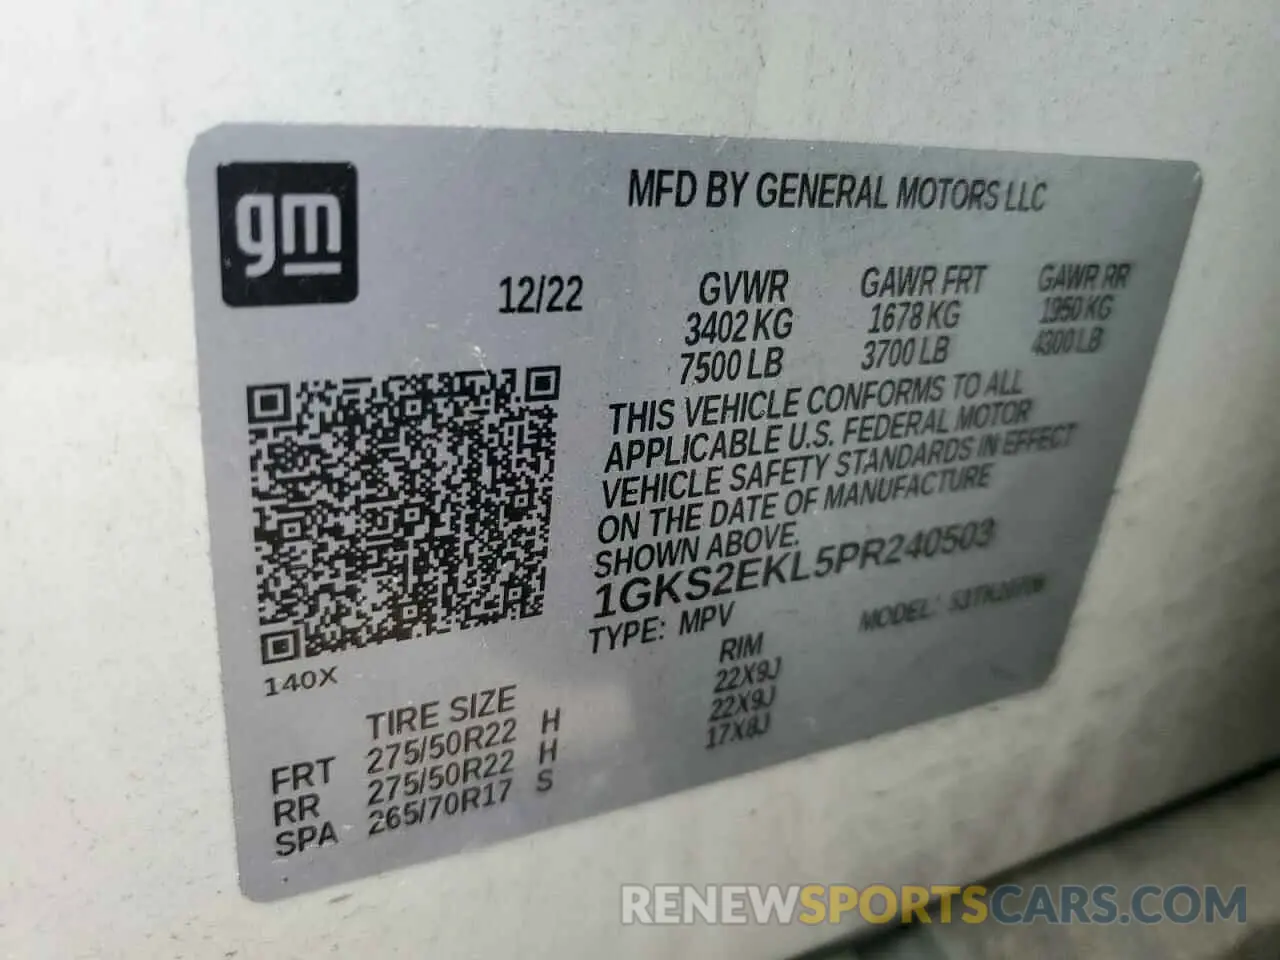 gm
MFD BY GENERAL MOTORS LLC
12/22
GVWR GAWR FRT GAWR RR
3402 KG 1678 KG 1950 KG
7500 LB 3700 LB 4300 LB
THIS VEHICLE CONFORMS TO ALL
APPLICABLE U.S. FEDERAL MOTOR
VEHICLE SAFETY STANDARDS IN EFFECT
ON THE DATE OF MANUFACTURE
SHOWN ABOVE.
1GKS2EKL5PR240503
TYPE: MPV MODEL:
140X
TIRE SIZE RIM
FRT 275/50R22 H 22X9J
RR 275/50R22 H 22X9J
SPA 265/70R17 S 17X8J
RENEWSPORTSCARS.COM